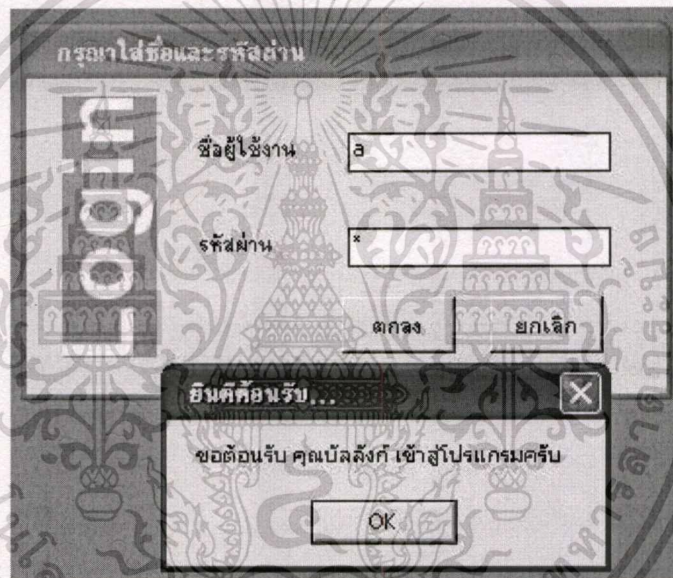 กรุณาใส่ชื่อและรหัสผ่าน
Login
ชื่อผู้ใช้งาน a
รหัสผ่าน *
ตกลง ยกเลิก
ยินดีต้อนรับ...
ขอต้อนรับ คุณบัลลังก์ เข้าสู่โปรแกรมครับ
OK